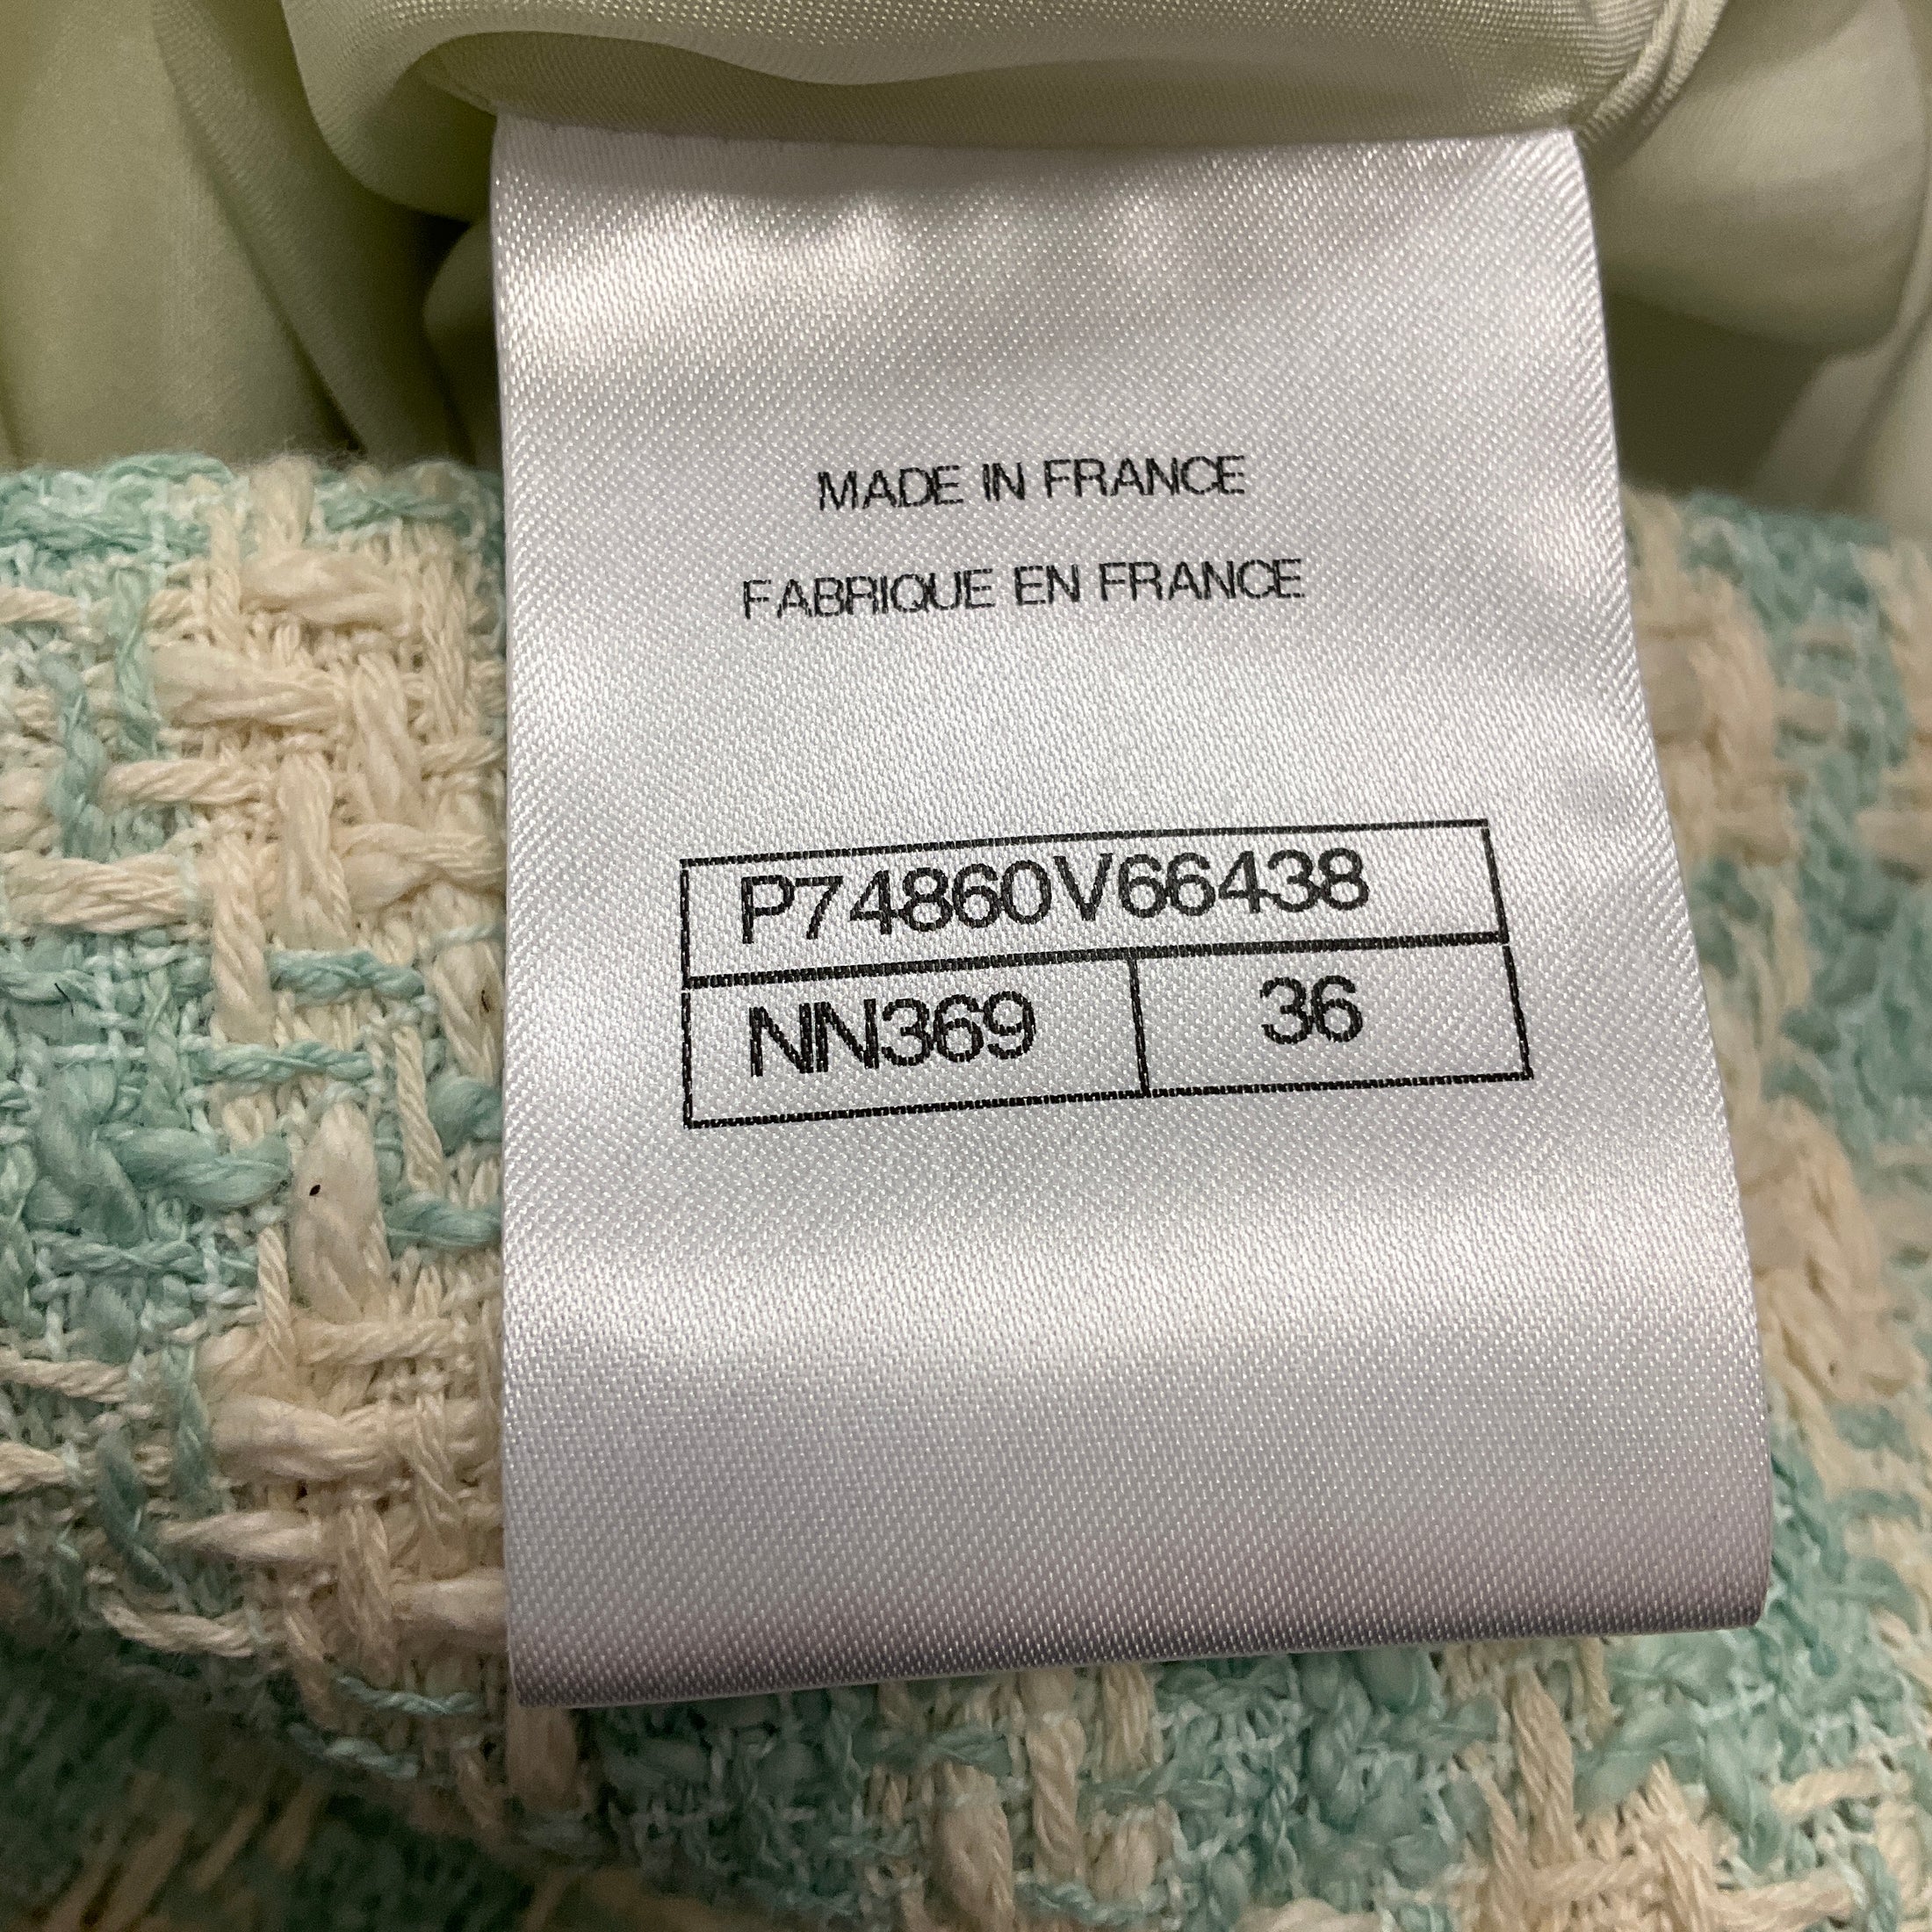 MADE IN FRANCE
FABRIQUE EN FRANCE
P74860V66438
NN369 36